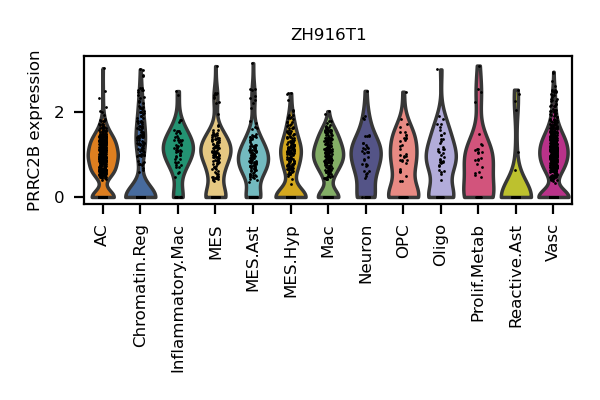 ZH916T1
PRRC2B expression
2
0
AC
Chromatin.Reg
Inflammatory.Mac
MES
MES.Ast
MES.Hyp
Mac
Neuron
OPC
Oligo
Prolif.Metab
Reactive.Ast
Vasc